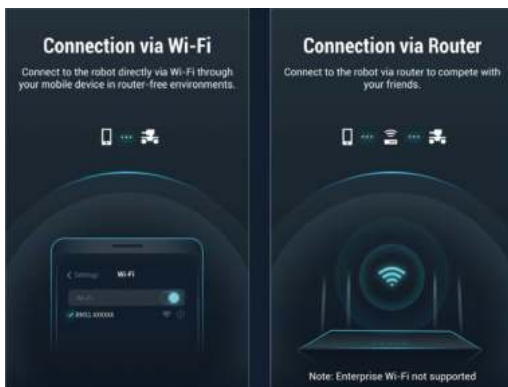 Connection via Wi-Fi
Connect to the robot directly via Wi-Fi through
your mobile device in router-free environments.
Settings
Wi-Fi
Wi-Fi
Connection via Router
Connect to the robot via router to compete with
your friends.
Note: Enterprise Wi-Fi not supported